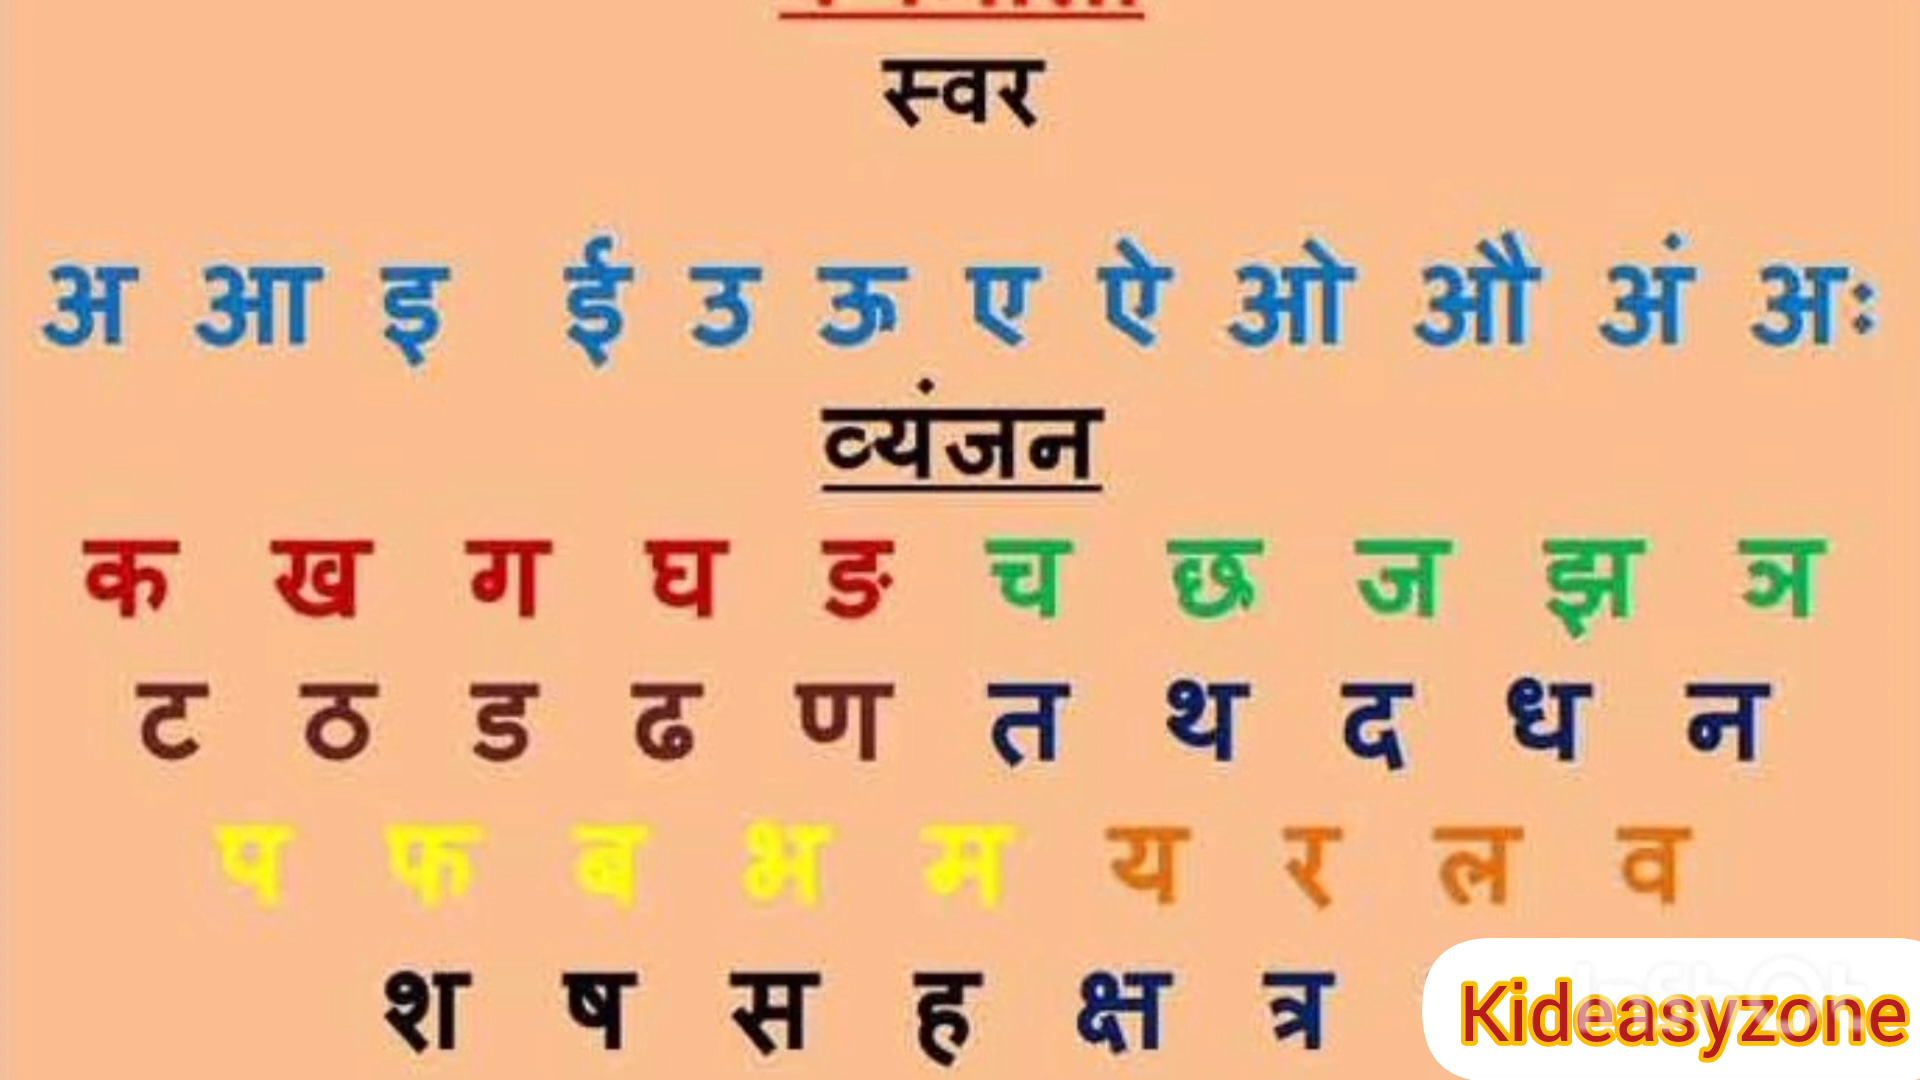 स्वर
अ आ इ ई उ ऊ ए ऐ ओ औ अं अः
व्यंजन
क ख ग घ ङ च छ ज झ ञ
ट ठ ड ढ ण त थ द ध न
प फ ब भ म य र ल व
श ष स ह क्ष त्र
Kideasyzone